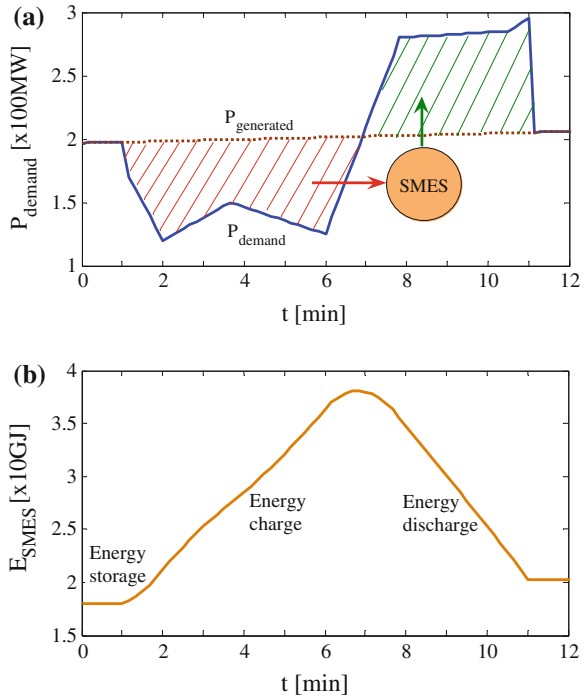 (a)
3
2.5
2
1.5
1
P_demand [x100MW]
P_generated
P_demand
SMES
0 2 4 6 8 10 12
t [min]
(b)
4
3.5
3
2.5
2
1.5
E_SMES [x10GJ]
Energy
storage
Energy
charge
Energy
discharge
0 2 4 6 8 10 12
t [min]